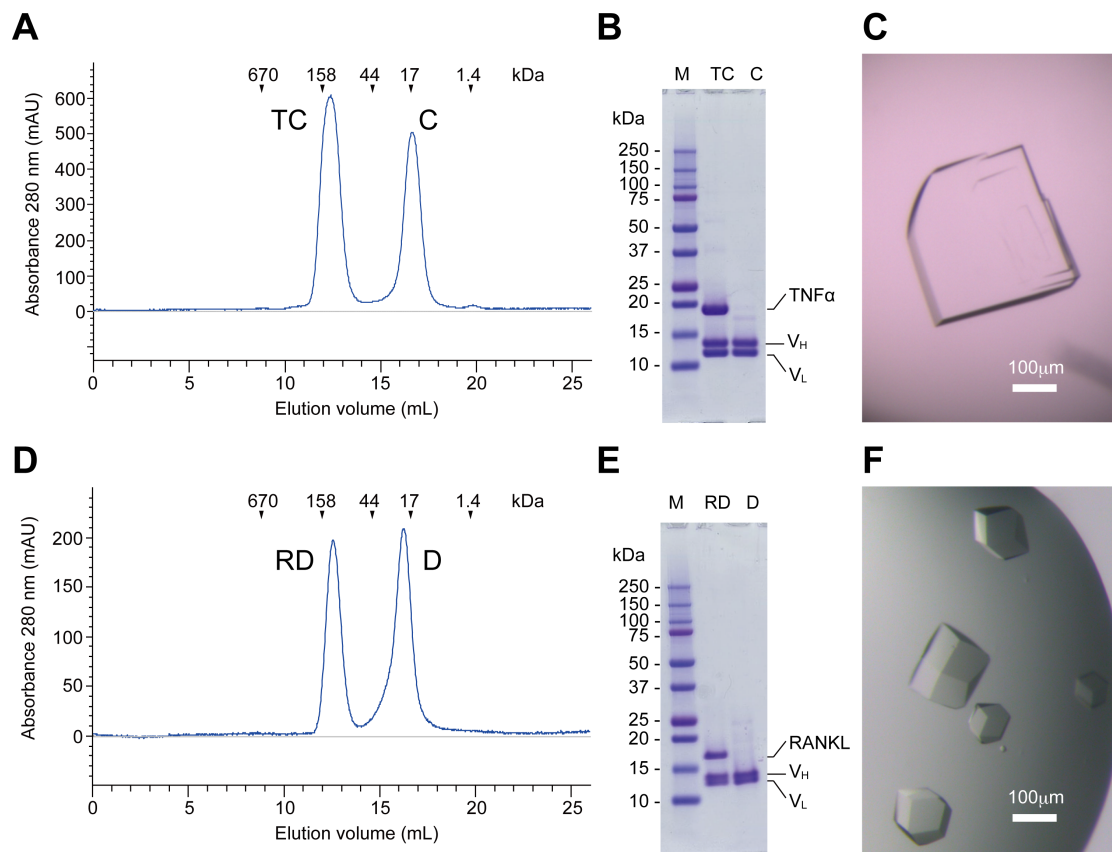 A
670 158 44 17 1.4 kDa
TC
C
Absorbance 280 nm (mAU)
600
500
400
300
200
100
0
0 5 10 15 20 25
Elution volume (mL)
B
M TC C
kDa
250 -
150 -
100 -
75 -
50 -
37 -
25 -
20 -
15 -
10 -
TNFα
VH
VL
C
100μm
D
670 158 44 17 1.4 kDa
RD
D
Absorbance 280 nm (mAU)
200
150
100
50
0
0 5 10 15 20 25
Elution volume (mL)
E
M RD D
kDa
250 -
150 -
100 -
75 -
50 -
37 -
25 -
20 -
15 -
10 -
RANKL
VH
VL
F
100μm